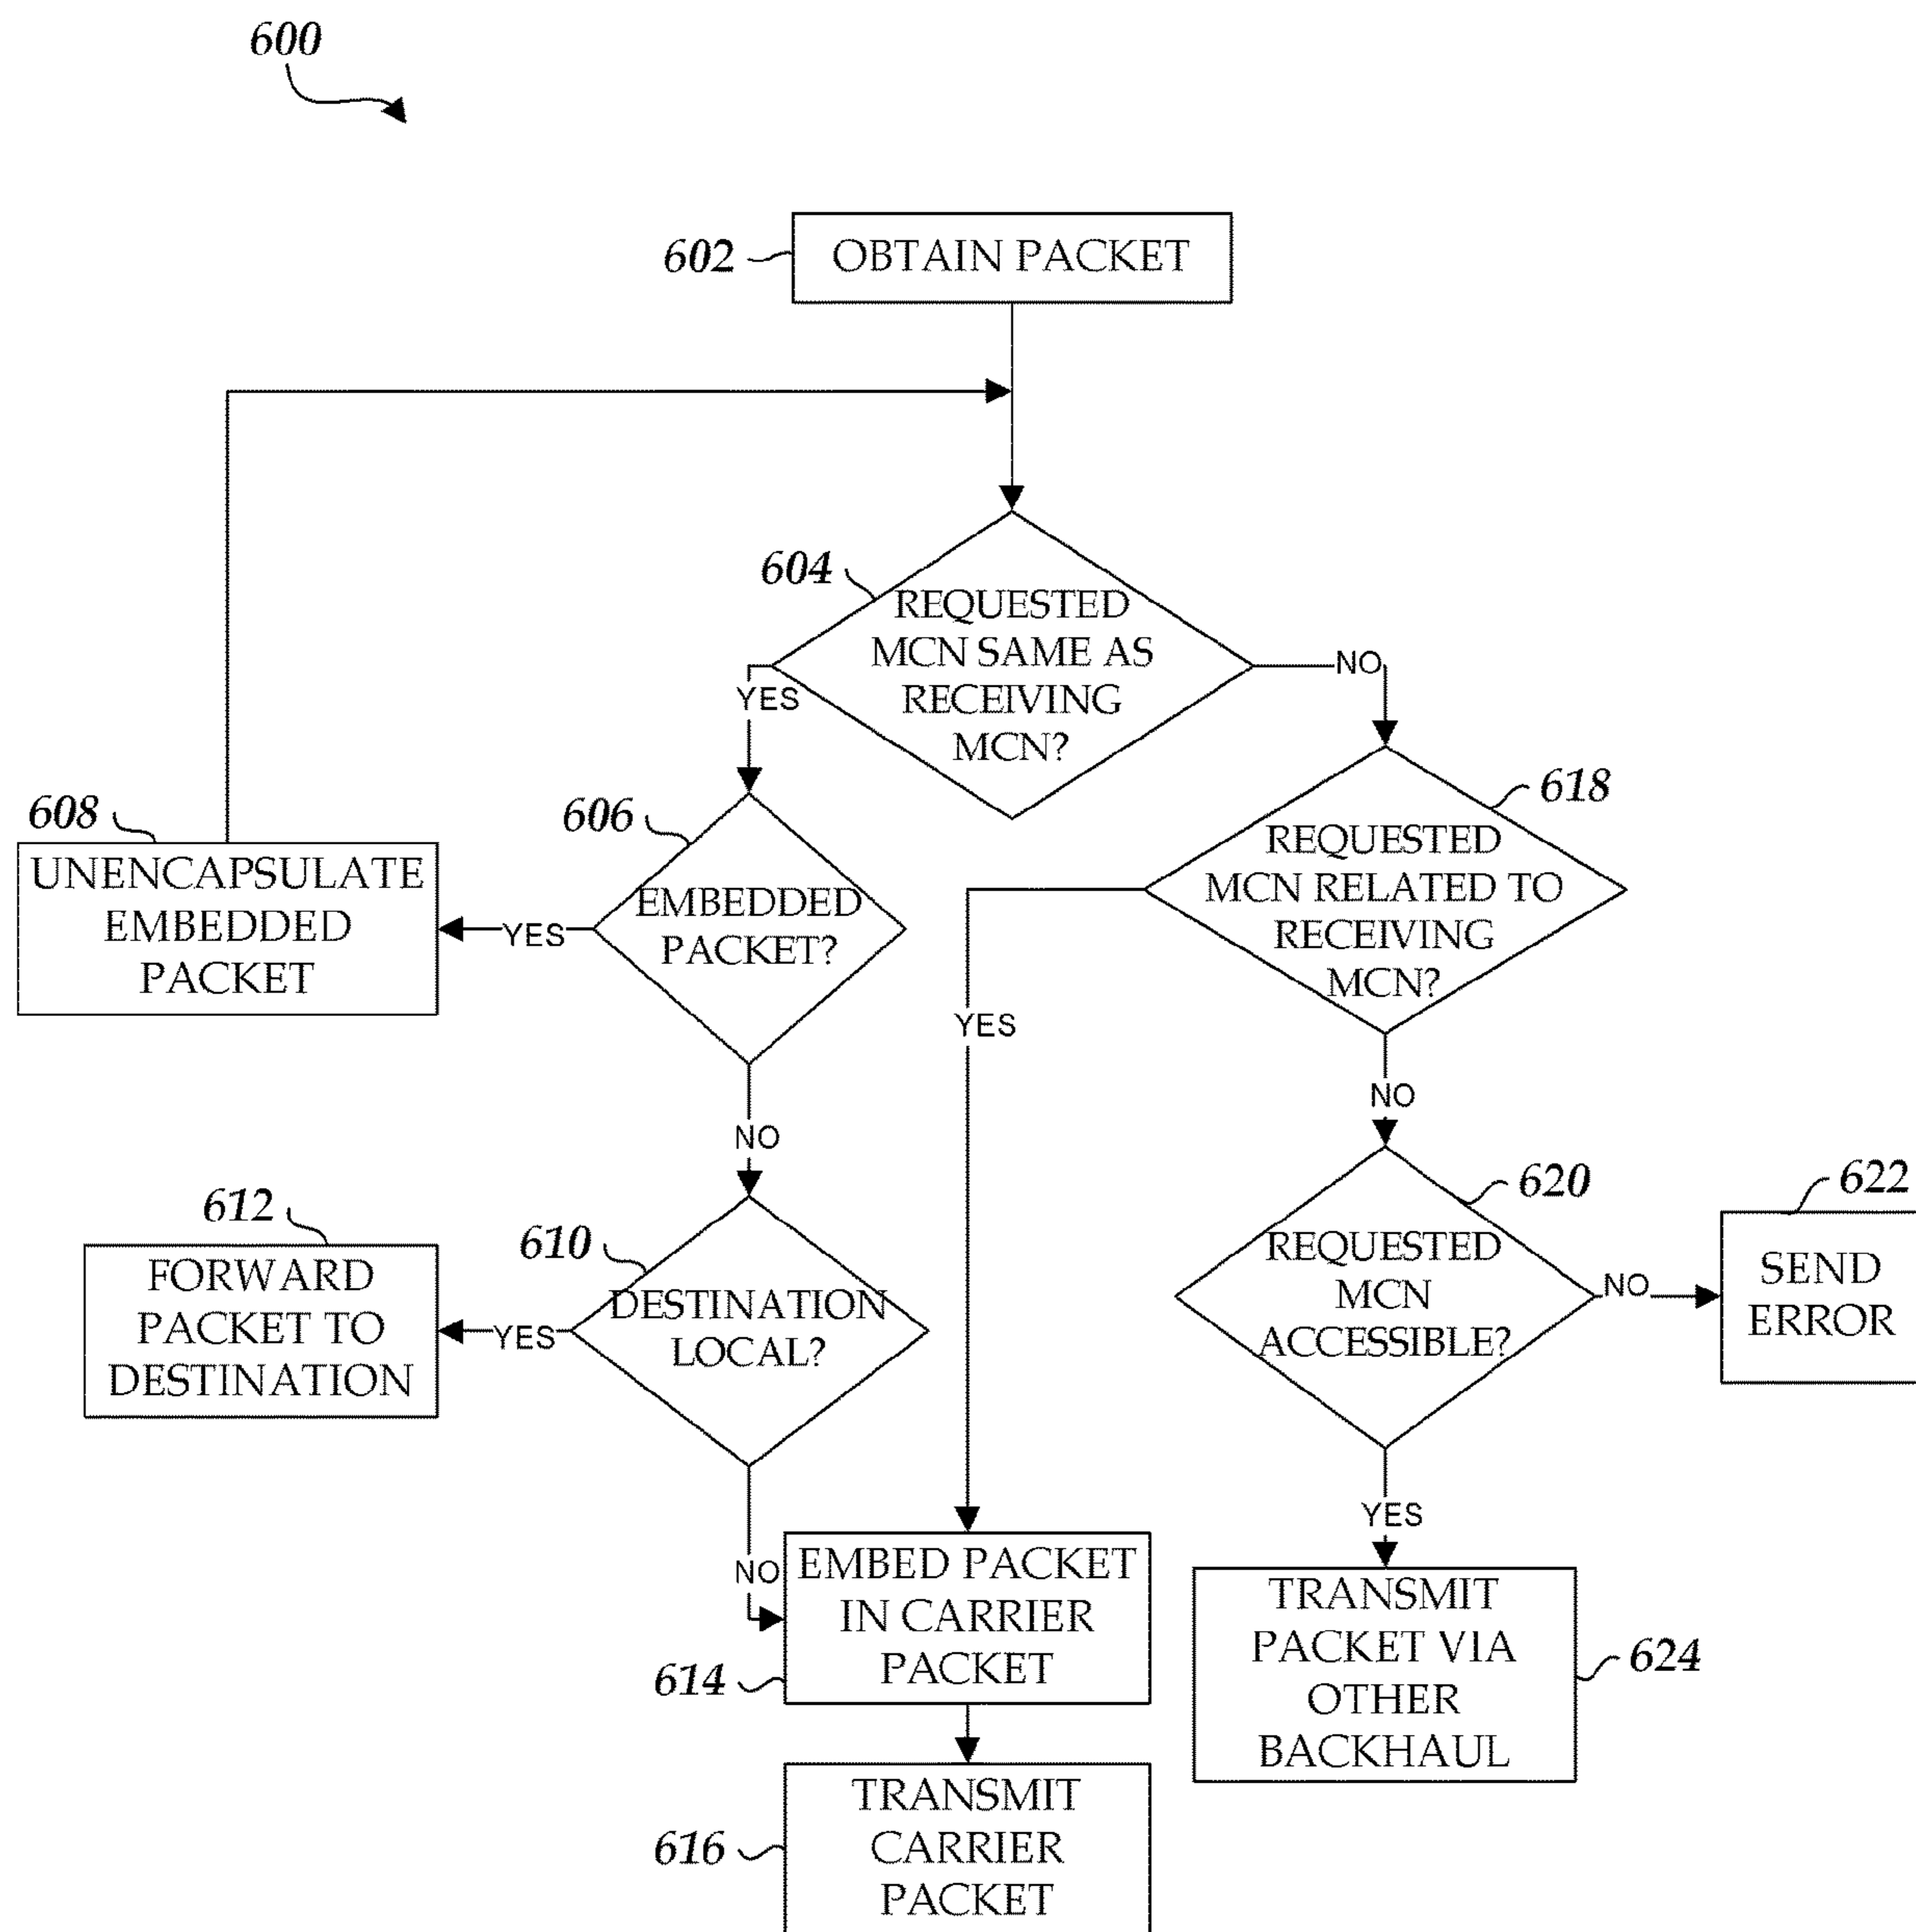 600
602
OBTAIN PACKET
604
REQUESTED
MCN SAME AS
RECEIVING
MCN?
YES
NO
606
EMBEDDED
PACKET?
YES
608
UNENCAPSULATE
EMBEDDED
PACKET
NO
610
DESTINATION
LOCAL?
YES
612
FORWARD
PACKET TO
DESTINATION
NO
618
REQUESTED
MCN RELATED TO
RECEIVING
MCN?
YES
NO
620
REQUESTED
MCN
ACCESSIBLE?
NO
622
SEND
ERROR
YES
624
TRANSMIT
PACKET VIA
OTHER
BACKHAUL
614
EMBED PACKET
IN CARRIER
PACKET
616
TRANSMIT
CARRIER
PACKET